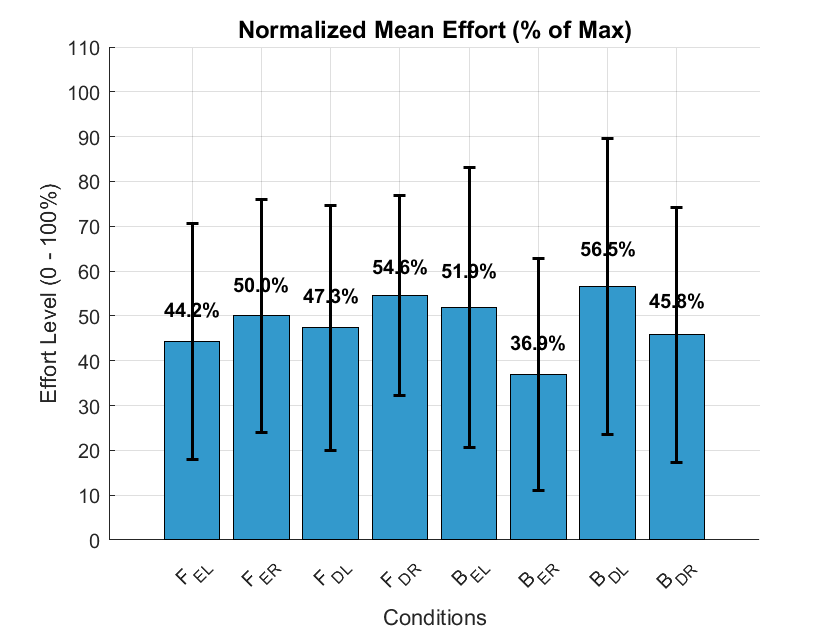 Normalized Mean Effort (% of Max)
Effort Level (0 - 100%)
110
100
90
80
70
60
50
40
30
20
10
0
44.2%
50.0%
47.3%
54.6%
51.9%
36.9%
56.5%
45.8%
F EL
F ER
F DL
F DR
B EL
B ER
B DL
B DR
Conditions